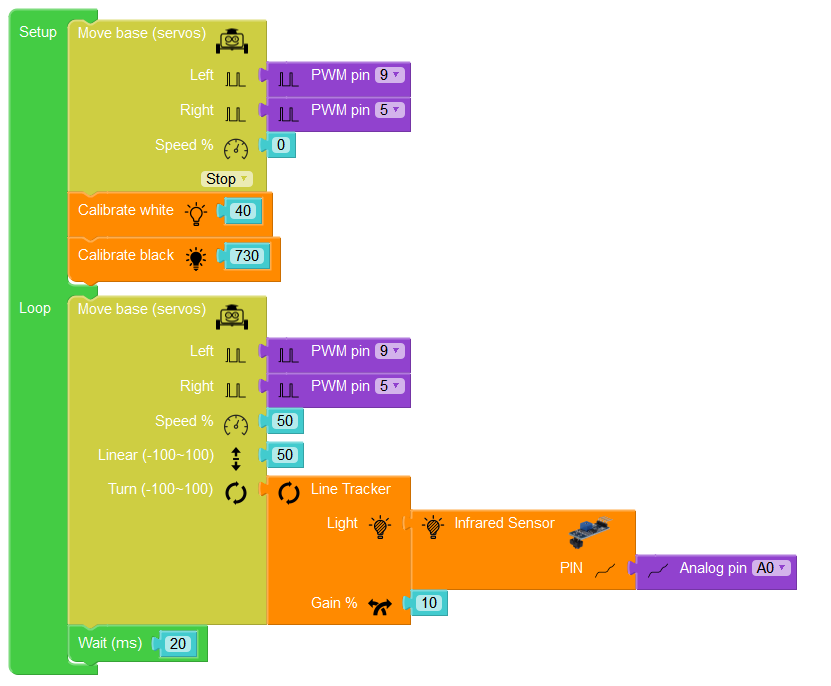 Setup
Move base (servos)
Left PWM pin 9
Right PWM pin 5
Speed % 0
Stop
Calibrate white 40
Calibrate black 730
Loop
Move base (servos)
Left PWM pin 9
Right PWM pin 5
Speed % 50
Linear (-100~100) 50
Turn (-100~100) Line Tracker
Light Infrared Sensor
PIN Analog pin A0
Gain % 10
Wait (ms) 20